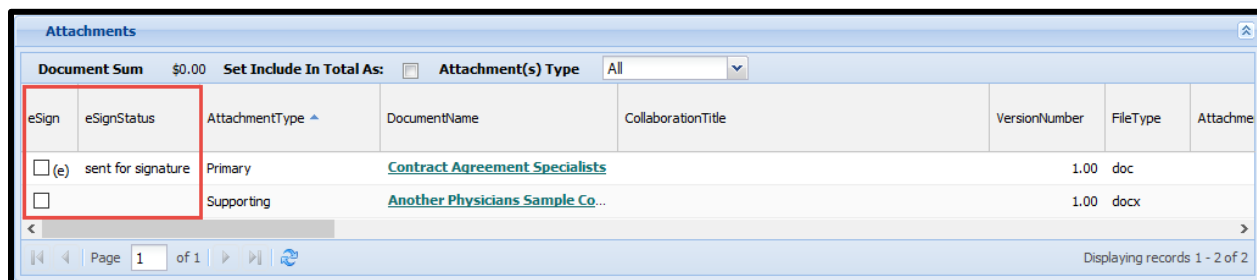 Attachments
Document Sum $0.00 Set Include In Total As: Attachment(s) Type All
eSign eSignStatus AttachmentType DocumentName CollaborationTitle VersionNumber FileType Attachme
(e) sent for signature Primary Contract Agreement Specialists 1.00 doc
Supporting Another Physicians Sample Co... 1.00 docx
Page 1 of 1 Displaying records 1 - 2 of 2